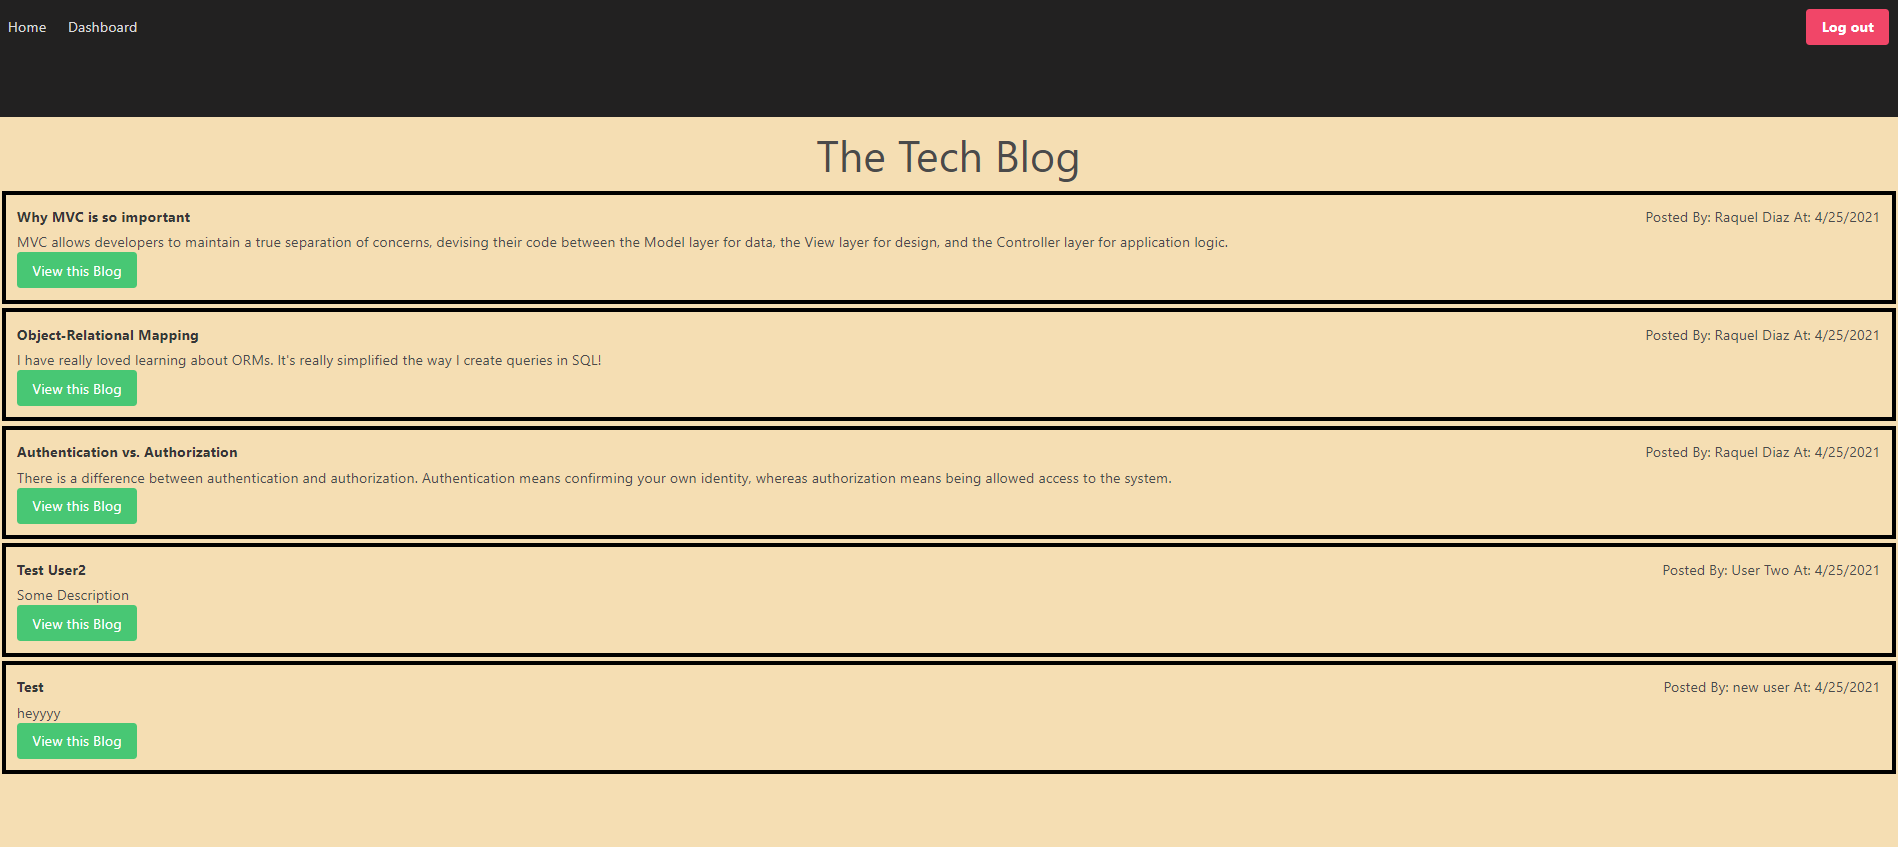 Home Dashboard Log out
The Tech Blog
Why MVC is so important Posted By: Raquel Diaz At: 4/25/2021
MVC allows developers to maintain a true separation of concerns, devising their code between the Model layer for data, the View layer for design, and the Controller layer for application logic.
View this Blog
Object-Relational Mapping Posted By: Raquel Diaz At: 4/25/2021
I have really loved learning about ORMs. It's really simplified the way I create queries in SQL!
View this Blog
Authentication vs. Authorization Posted By: Raquel Diaz At: 4/25/2021
There is a difference between authentication and authorization. Authentication means confirming your own identity, whereas authorization means being allowed access to the system.
View this Blog
Test User2 Posted By: User Two At: 4/25/2021
Some Description
View this Blog
Test Posted By: new user At: 4/25/2021
heyyyy
View this Blog